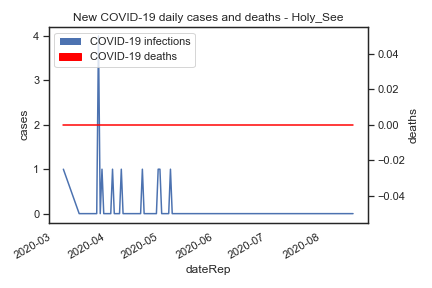 New COVID-19 daily cases and deaths - Holy_See
COVID-19 infections
COVID-19 deaths
4
3
2
1
0
cases
0.04
0.02
0.00
−0.02
−0.04
deaths
2020-03
2020-04
2020-05
2020-06
2020-07
2020-08
dateRep